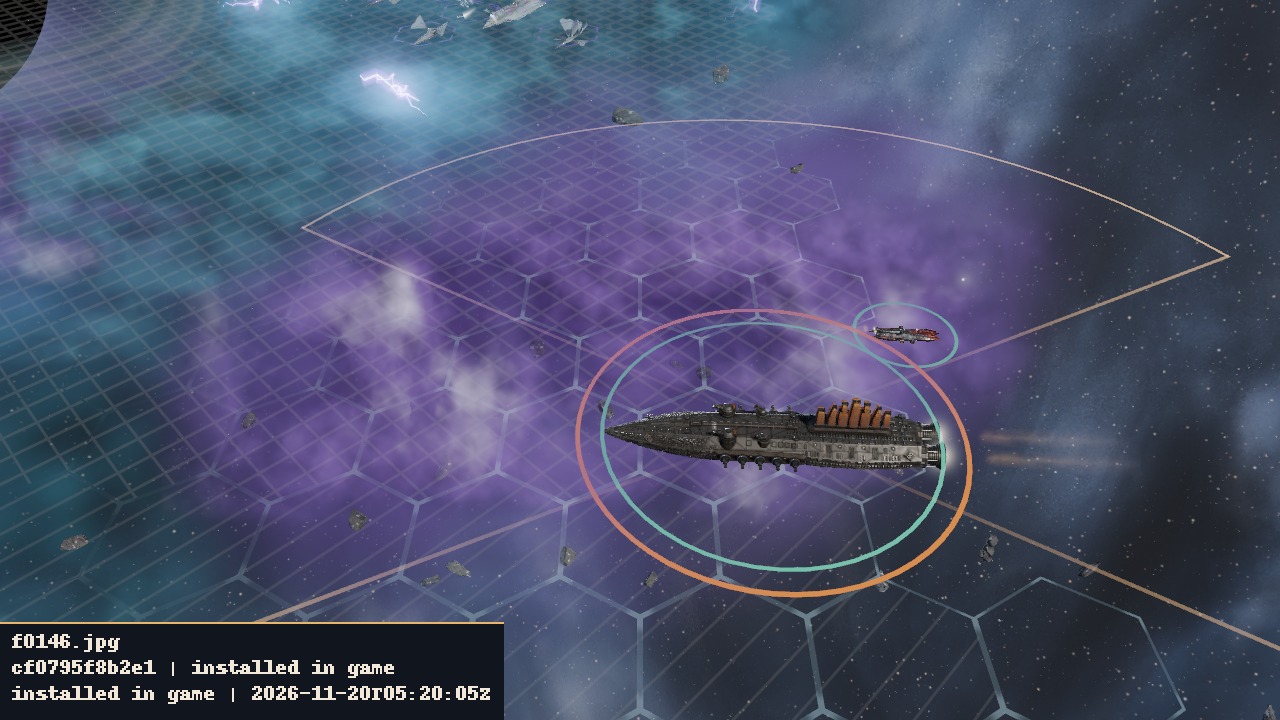 f0146.jpg
cf0795f8b2e1 | installed in game
installed in game | 2026-11-20T05:20:05Z